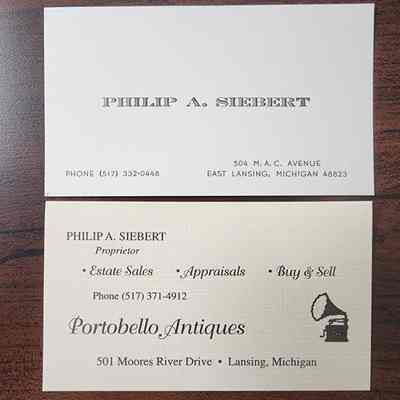 PHILIP A. SIEBERT
504 M. A. C. AVENUE
PHONE (517) 332-0448 EAST LANSING, MICHIGAN 48823
PHILIP A. SIEBERT
Proprietor
• Estate Sales • Appraisals • Buy & Sell
Phone (517) 371-4912
Portobello Antiques
501 Moores River Drive • Lansing, Michigan